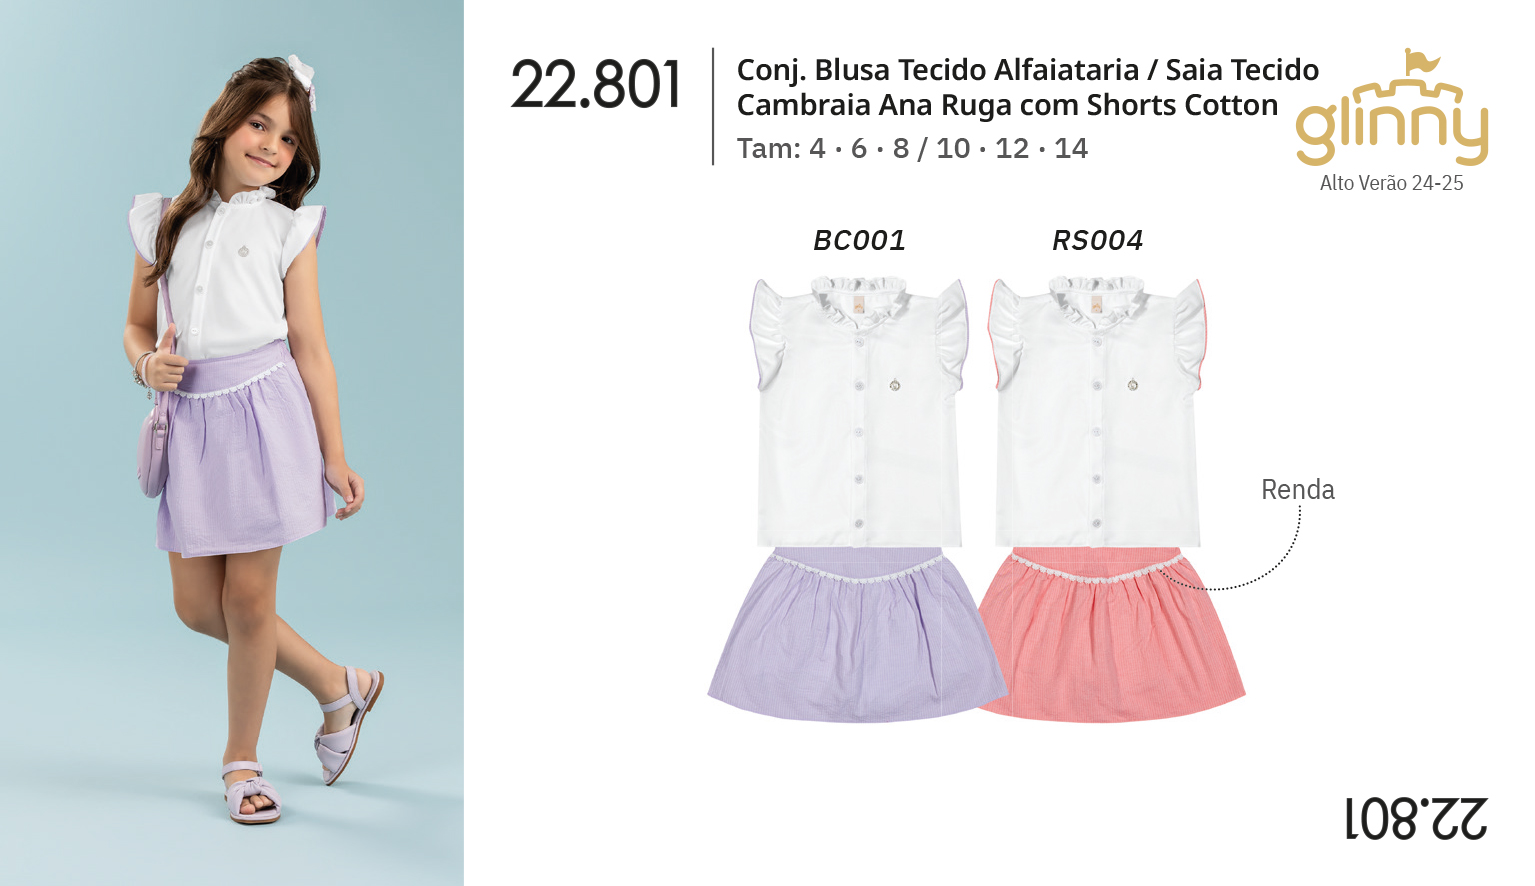 22.801
Conj. Blusa Tecido Alfaiataria / Saia Tecido
Cambraia Ana Ruga com Shorts Cotton
Tam: 4 · 6 · 8 / 10 · 12 · 14
glinny
Alto Verão 24-25
BC001
RS004
Renda
22.801